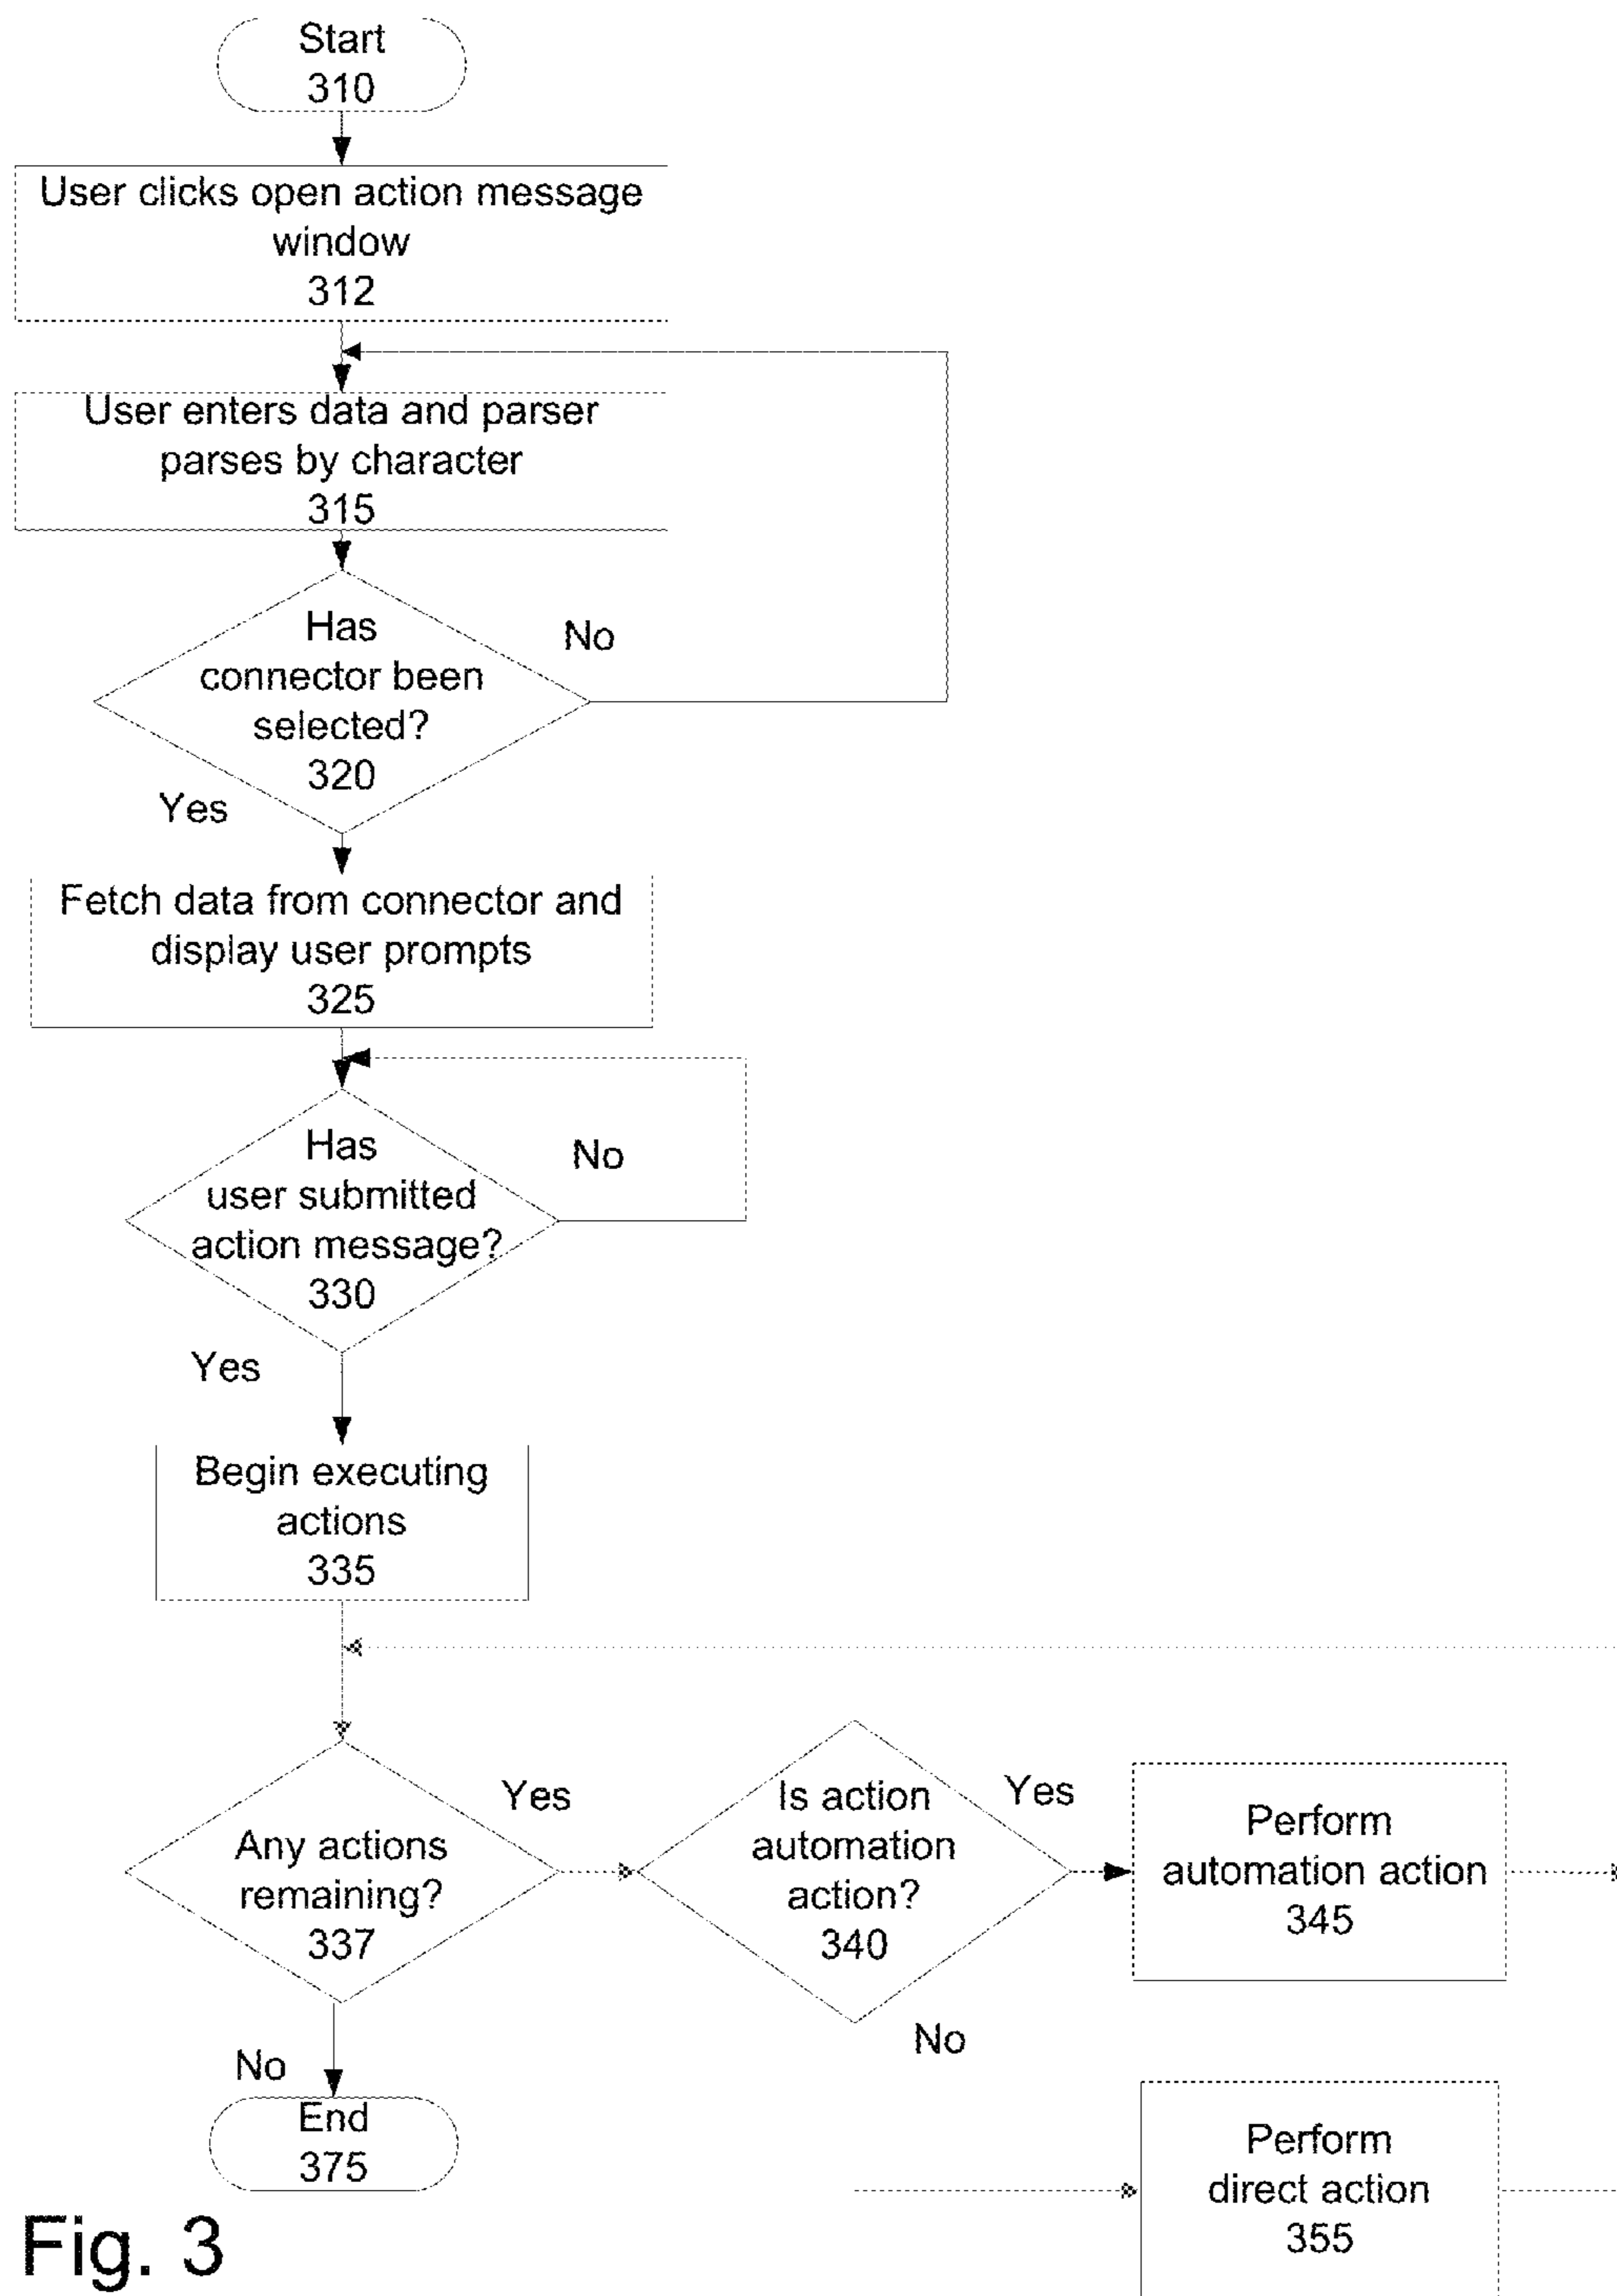 Start
310
User clicks open action message
window
312
User enters data and parser
parses by character
315
Has
connector been
selected?
320
No
Yes
Fetch data from connector and
display user prompts
325
Has
user submitted
action message?
330
No
Yes
Begin executing
actions
335
Any actions
remaining?
337
Yes
Is action
automation
action?
340
Yes
Perform
automation action
345
No
No
End
375
Perform
direct action
355
Fig. 3